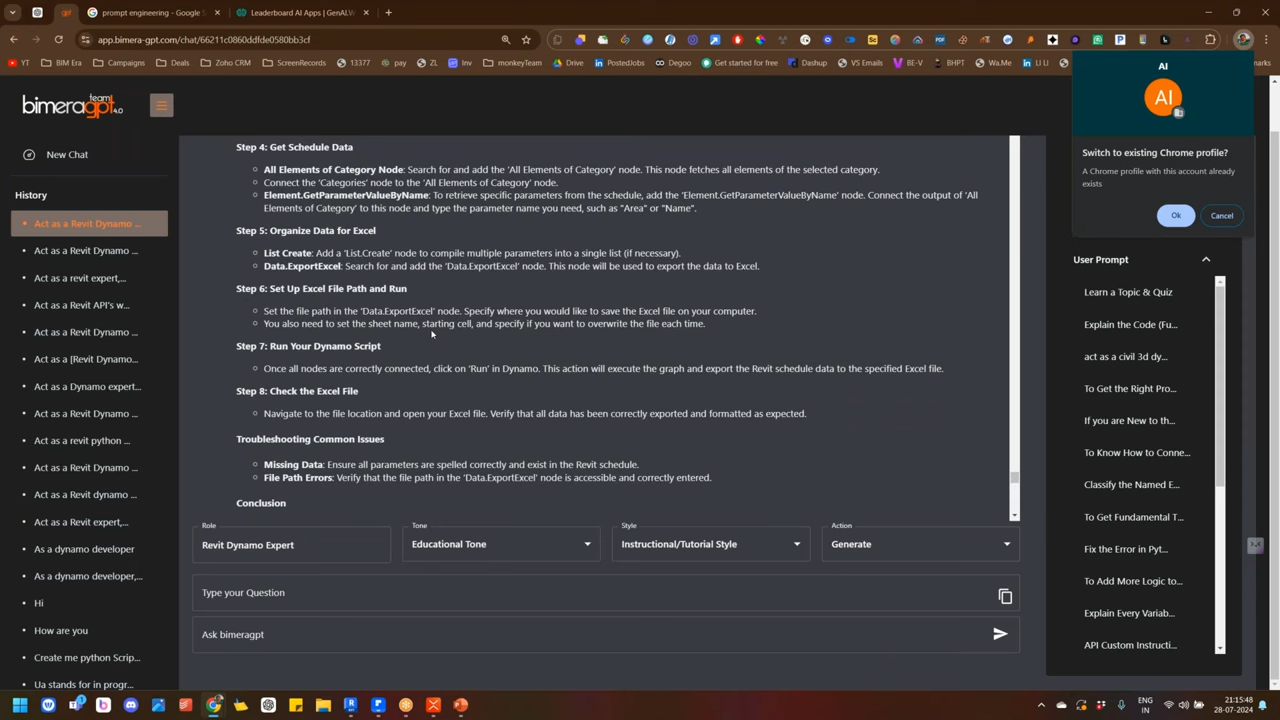 prompt engineering - Google S
Leaderboard AI Apps | GenAI.W
app.bimera-gpt.com/chat/66211c0860ddfde0580bb3cf
YT
BIM Era
Campaigns
Deals
Zoho CRM
ScreenRecords
13377
pay
ZL
Inv
monkeyTeam
Drive
PostedJobs
Degoo
Get started for free
Dashup
VS Emails
BE-V
BHPT
Wa.Me
LI LI
marks
AI
AI
Switch to existing Chrome profile?
A Chrome profile with this account already
exists
Ok
Cancel
team
bimeragpt
4.0
New Chat
History
Act as a Revit Dynamo ...
Act as a Revit Dynamo ...
Act as a revit expert,...
Act as a Revit API's w...
Act as a Revit Dynamo ...
Act as a [Revit Dynamo...
Act as a Dynamo expert...
Act as a Revit Dynamo ...
Act as a revit python ...
Act as a Revit Dynamo ...
Act as a Revit dynamo ...
Act as a Revit expert,...
As a dynamo developer
As a dynamo developer,...
Hi
How are you
Create me python Scrip...
Ua stands for in progr...
Step 4: Get Schedule Data
All Elements of Category Node: Search for and add the 'All Elements of Category' node. This node fetches all elements of the selected category.
Connect the 'Categories' node to the 'All Elements of Category' node.
Element.GetParameterValueByName: To retrieve specific parameters from the schedule, add the 'Element.GetParameterValueByName' node. Connect the output of 'All
Elements of Category' to this node and type the parameter name you need, such as "Area" or "Name".
Step 5: Organize Data for Excel
List Create: Add a 'List.Create' node to compile multiple parameters into a single list (if necessary).
Data.ExportExcel: Search for and add the 'Data.ExportExcel' node. This node will be used to export the data to Excel.
Step 6: Set Up Excel File Path and Run
Set the file path in the 'Data.ExportExcel' node. Specify where you would like to save the Excel file on your computer.
You also need to set the sheet name, starting cell, and specify if you want to overwrite the file each time.
Step 7: Run Your Dynamo Script
Once all nodes are correctly connected, click on 'Run' in Dynamo. This action will execute the graph and export the Revit schedule data to the specified Excel file.
Step 8: Check the Excel File
Navigate to the file location and open your Excel file. Verify that all data has been correctly exported and formatted as expected.
Troubleshooting Common Issues
Missing Data: Ensure all parameters are spelled correctly and exist in the Revit schedule.
File Path Errors: Verify that the file path in the 'Data.ExportExcel' node is accessible and correctly entered.
Conclusion
Role
Revit Dynamo Expert
Tone
Educational Tone
Style
Instructional/Tutorial Style
Action
Generate
Type your Question
Ask bimeragpt
User Prompt
Learn a Topic & Quiz
Explain the Code (Fu...
act as a civil 3d dy...
To Get the Right Pro...
If you are New to th...
To Know How to Conne...
Classify the Named E...
To Get Fundamental T...
Fix the Error in Pyt...
To Add More Logic to...
Explain Every Variab...
API Custom Instructi...
ENG
IN
21:15:48
28-07-2024